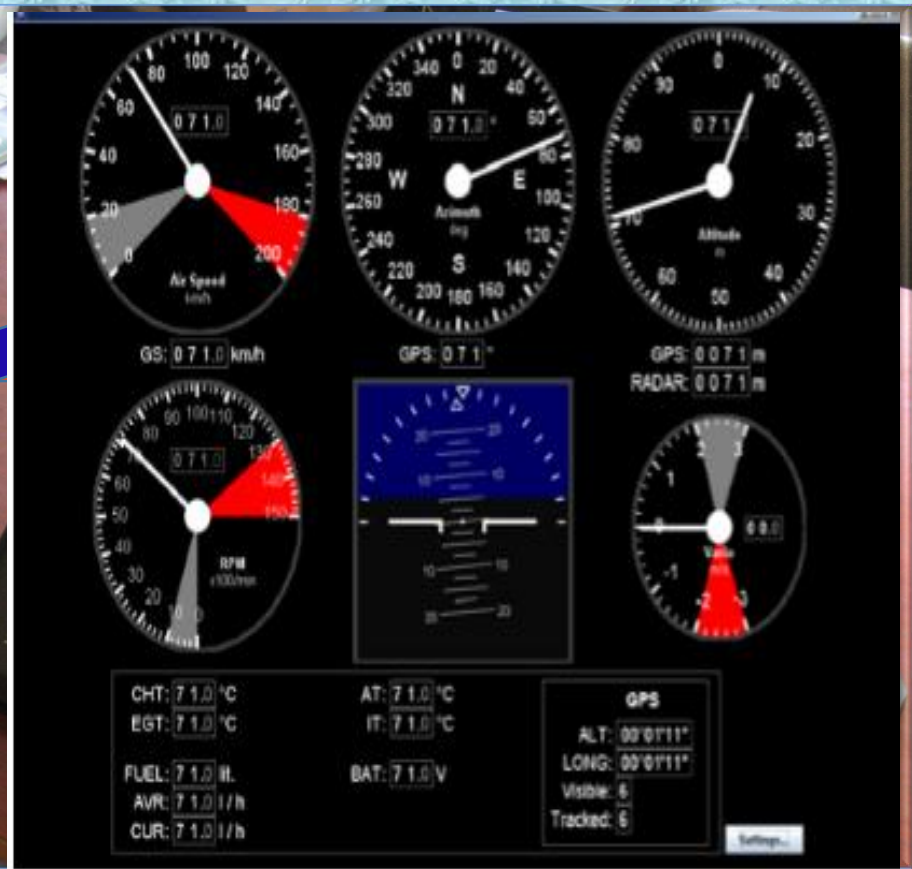 0 20 40 60 80 100 120 140 160 180 200
071.0
Air Speed
km/h
GS: 071.0 km/h
0 20 40 60 80 100 120 140 160 180 200 220 240 260 280 300 320 340
N
E
S
W
071.0 °
Azimuth
deg
GPS: 071 °
0 10 20 30 40 50 60 70 80 90
071
Altitude
m
GPS: 0071 m
RADAR: 0071 m
0 10 20 30 40 50 60 70 80 90 100 110 120 130 140 150
071.0
RPM
x100/min
20 20
10 10
10 10
20 20
3 2 1 0 -1 -2 -3
00.0
m/s
CHT: 71.0 °C
EGT: 71.0 °C
FUEL: 71.0 lit.
AVR: 71.0 l/h
CUR: 71.0 l/h
AT: 71.0 °C
IT: 71.0 °C
BAT: 71.0 V
GPS
ALT: 00°01'11"
LONG: 00°01'11"
Visible: 6
Tracked: 6
Settings...